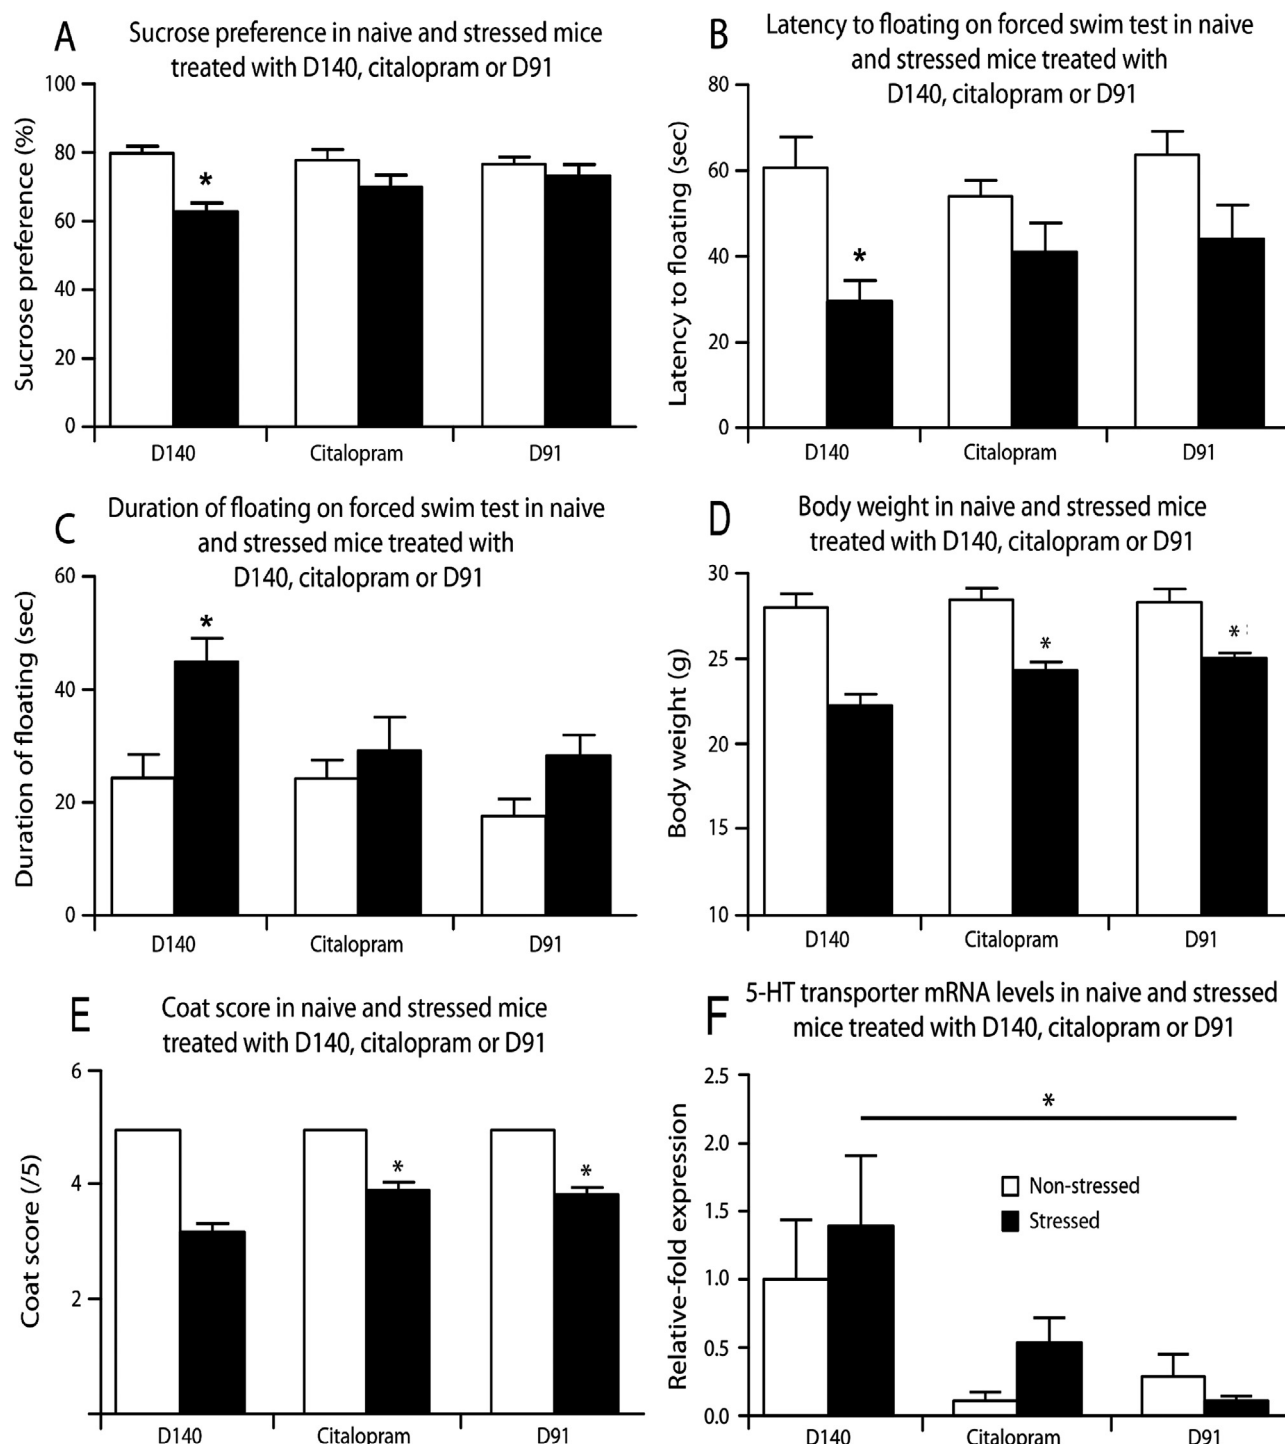 A
Sucrose preference in naive and stressed mice
treated with D140, citalopram or D91
Sucrose preference (%)
100
80
60
40
20
0
*
D140
Citalopram
D91
B
Latency to floating on forced swim test in naive
and stressed mice treated with
D140, citalopram or D91
Latency to floating (sec)
80
60
40
20
0
*
D140
Citalopram
D91
C
Duration of floating on forced swim test in naive
and stressed mice treated with
D140, citalopram or D91
Duration of floating (sec)
60
40
20
0
*
D140
Citalopram
D91
D
Body weight in naive and stressed mice
treated with D140, citalopram or D91
Body weight (g)
30
25
20
15
10
*
*
D140
Citalopram
D91
E
Coat score in naive and stressed mice
treated with D140, citalopram or D91
Coat score (/5)
6
4
2
*
*
D140
Citalopram
D91
F
5-HT transporter mRNA levels in naive and stressed
mice treated with D140, citalopram or D91
Relative-fold expression
2.5
2.0
1.5
1.0
0.5
0.0
*
Non-stressed
Stressed
D140
Citalopram
D91